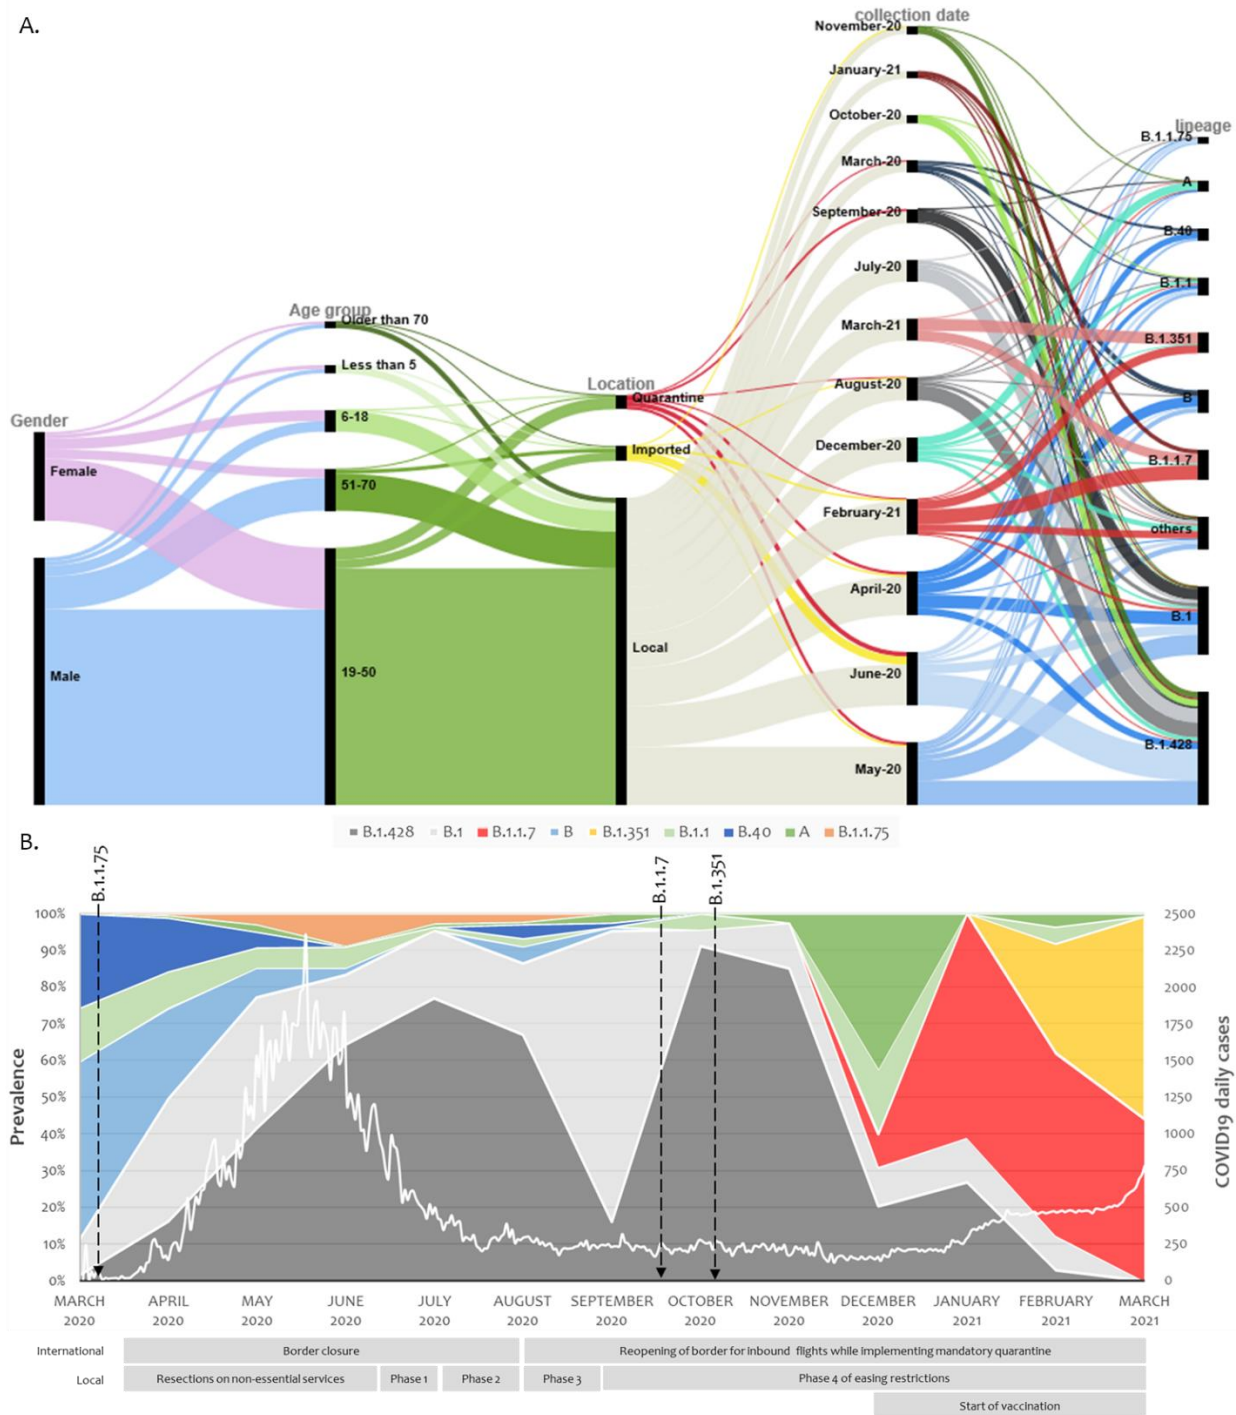 A.
Gender
Female
Male
Age group
Older than 70
Less than 5
6-18
51-70
19-50
Location
Quarantine
Imported
Local
collection date
November-20
January-21
October-20
March-20
September-20
July-20
March-21
August-20
December-20
February-21
April-20
June-20
May-20
lineage
B.1.1.75
A
B.40
B.1.1
B.1.351
B
B.1.1.7
others
B.1
B.1.428
B.1.428 B.1 B.1.1.7 B B.1.351 B.1.1 B.40 A B.1.1.75
B.
B.1.1.75
B.1.1.7
B.1.351
Prevalence
100%
90%
80%
70%
60%
50%
40%
30%
20%
10%
0%
2500
2250
2000
1750
1500
1250
1000
750
500
250
0
COVID19 daily cases
MARCH APRIL MAY JUNE JULY AUGUST SEPTEMBER OCTOBER NOVEMBER DECEMBER JANUARY FEBRUARY MARCH
2020 2020 2020 2020 2020 2020 2020 2020 2020 2020 2021 2021 2021
International Border closure Reopening of border for inbound flights while implementing mandatory quarantine
Local Resections on non-essential services Phase 1 Phase 2 Phase 3 Phase 4 of easing restrictions
Start of vaccination